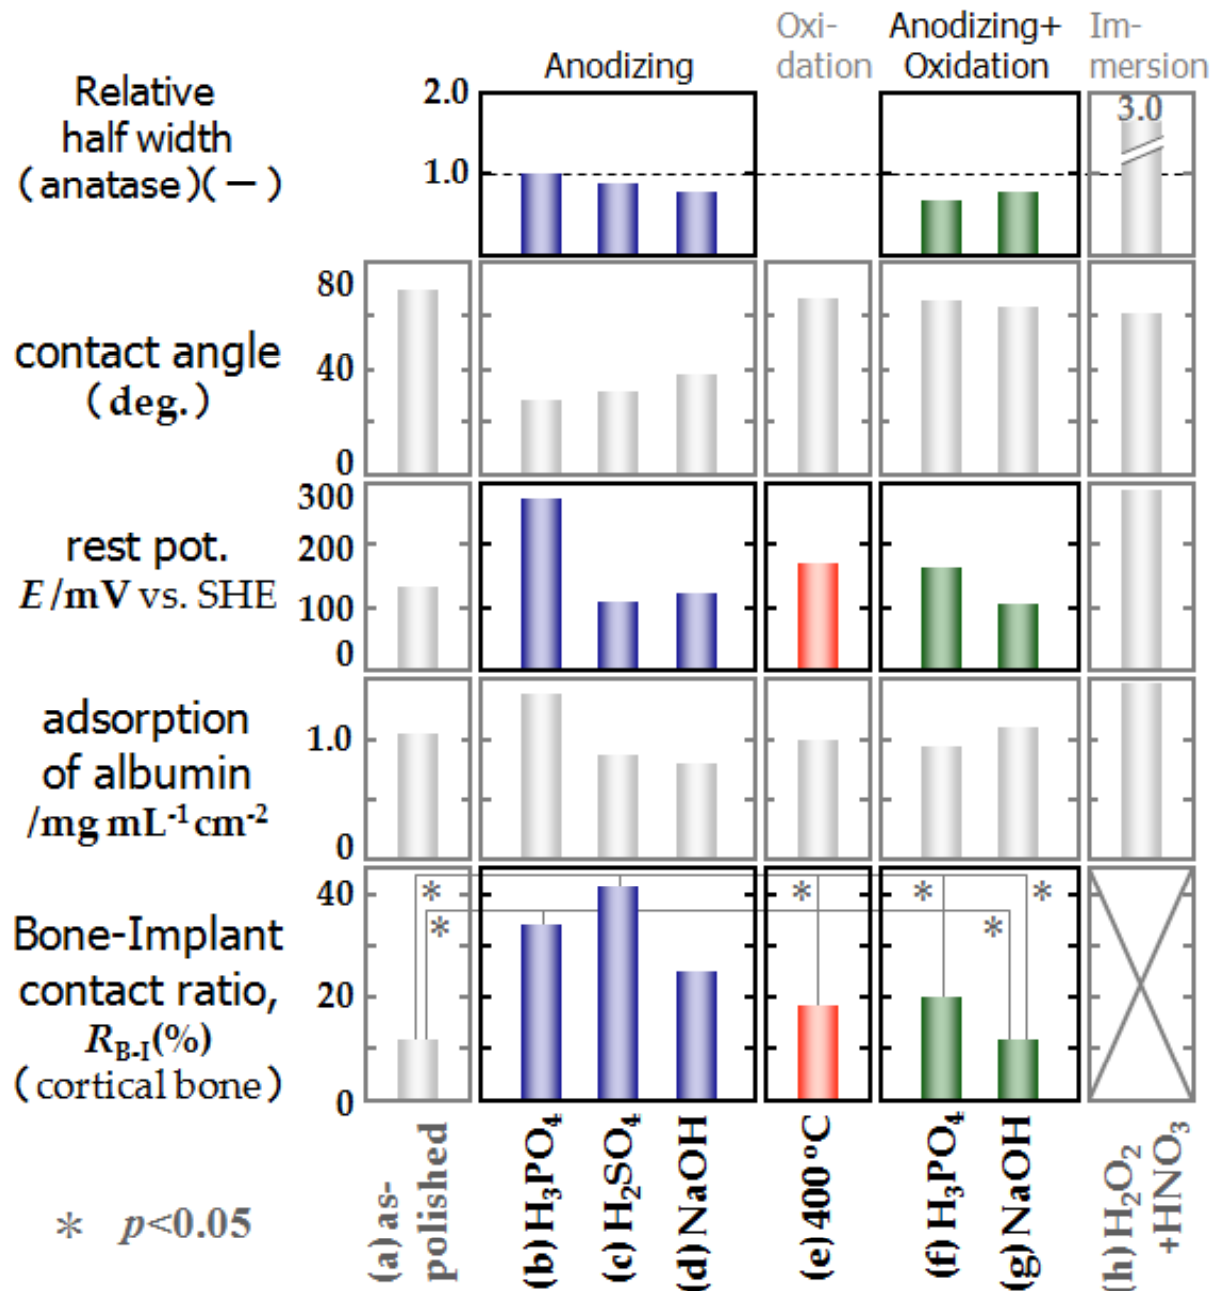 Anodizing
Oxi-
dation
Anodizing+
Oxidation
Im-
mersion
Relative
half width
(anatase)(−)
2.0
1.0
3.0
contact angle
(deg.)
80
40
0
rest pot.
E/mV vs. SHE
300
200
100
0
adsorption
of albumin
/mg mL⁻¹ cm⁻²
1.0
0
Bone-Implant
contact ratio,
R_B-I(%)
(cortical bone)
40
20
0
* * * *
* *
(a) as-
polished
(b) H₃PO₄
(c) H₂SO₄
(d) NaOH
(e) 400 °C
(f) H₃PO₄
(g) NaOH
(h) H₂O₂
+HNO₃
* p<0.05